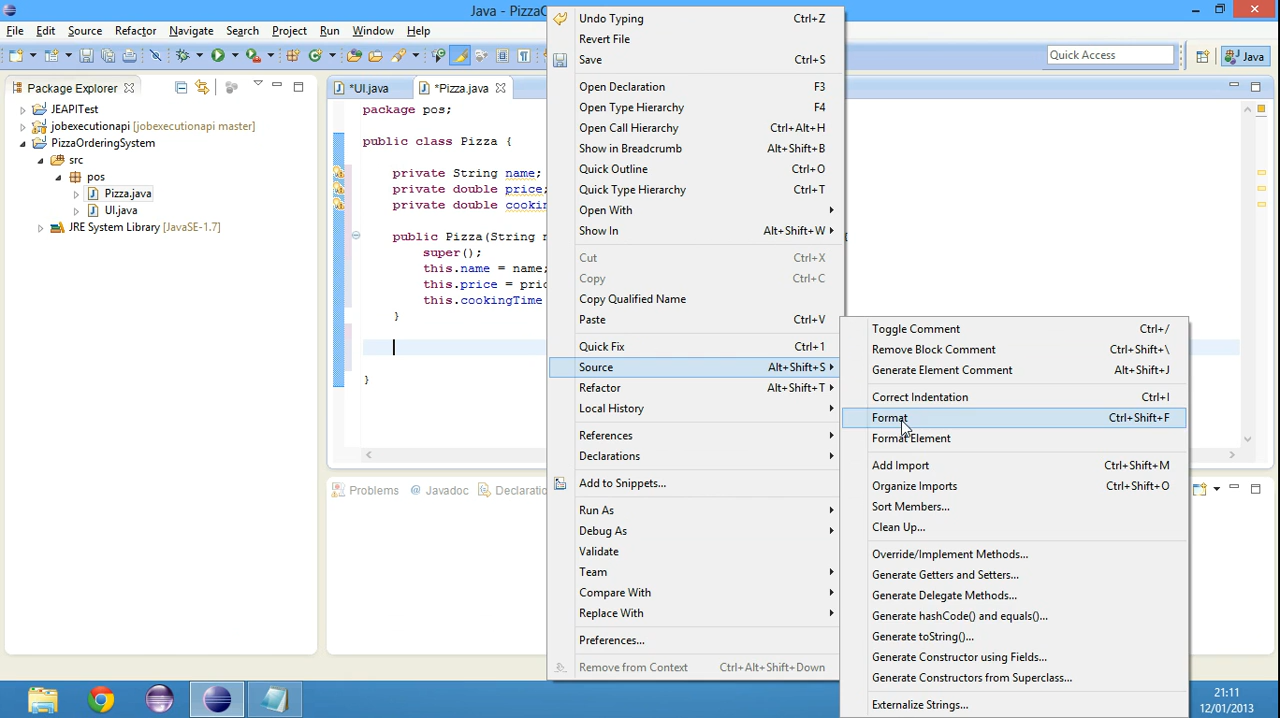 Java - PizzaO
File Edit Source Refactor Navigate Search Project Run Window Help
Quick Access
Java
Package Explorer
JEAPITest
jobexecutionapi [jobexecutionapi master]
PizzaOrderingSystem
src
pos
Pizza.java
UI.java
JRE System Library [JavaSE-1.7]
*UI.java
*Pizza.java
package pos;
public class Pizza {
private String name;
private double price;
private double cookin
public Pizza(String n
{
super();
this.name = name;
this.price = pric
this.cookingTime
}
}
Problems @ Javadoc Declaratio
Undo Typing Ctrl+Z
Revert File
Save Ctrl+S
Open Declaration F3
Open Type Hierarchy F4
Open Call Hierarchy Ctrl+Alt+H
Show in Breadcrumb Alt+Shift+B
Quick Outline Ctrl+O
Quick Type Hierarchy Ctrl+T
Open With
Show In Alt+Shift+W
Cut Ctrl+X
Copy Ctrl+C
Copy Qualified Name
Paste Ctrl+V
Quick Fix Ctrl+1
Source Alt+Shift+S
Refactor Alt+Shift+T
Local History
References
Declarations
Add to Snippets...
Run As
Debug As
Validate
Team
Compare With
Replace With
Preferences...
Remove from Context Ctrl+Alt+Shift+Down
Toggle Comment Ctrl+/
Remove Block Comment Ctrl+Shift+\
Generate Element Comment Alt+Shift+J
Correct Indentation Ctrl+I
Format Ctrl+Shift+F
Format Element
Add Import Ctrl+Shift+M
Organize Imports Ctrl+Shift+O
Sort Members...
Clean Up...
Override/Implement Methods...
Generate Getters and Setters...
Generate Delegate Methods...
Generate hashCode() and equals()...
Generate toString()...
Generate Constructor using Fields...
Generate Constructors from Superclass...
Externalize Strings...
21:11
12/01/2013